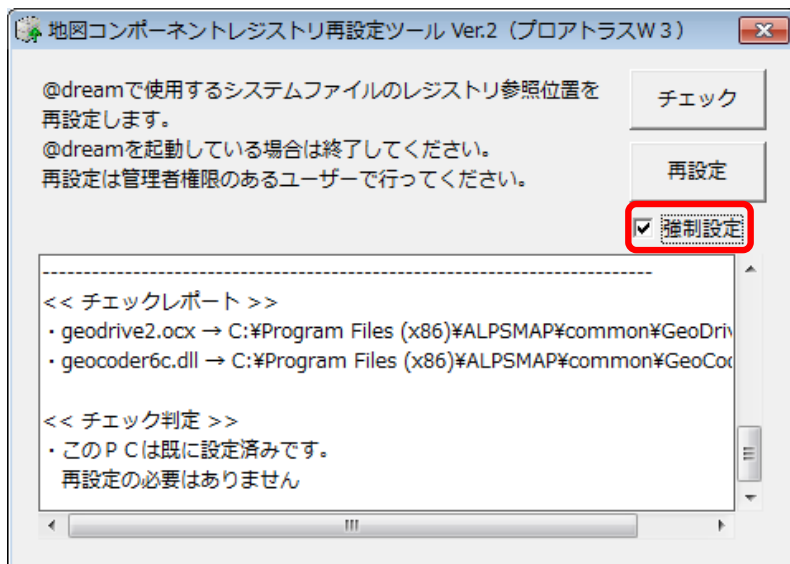 地図コンポーネントレジストリ再設定ツール Ver.2（プロアトラスＷ３）
@dreamで使用するシステムファイルのレジストリ参照位置を
再設定します。
@dreamを起動している場合は終了してください。
再設定は管理者権限のあるユーザーで行ってください。
チェック
再設定
強制設定
-------------------------------------------------------------------------
<< チェックレポート >>
・geodrive2.ocx → C:¥Program Files (x86)¥ALPSMAP¥common¥GeoDriv
・geocoder6c.dll → C:¥Program Files (x86)¥ALPSMAP¥common¥GeoCod
<< チェック判定 >>
・このＰＣは既に設定済みです。
再設定の必要はありません